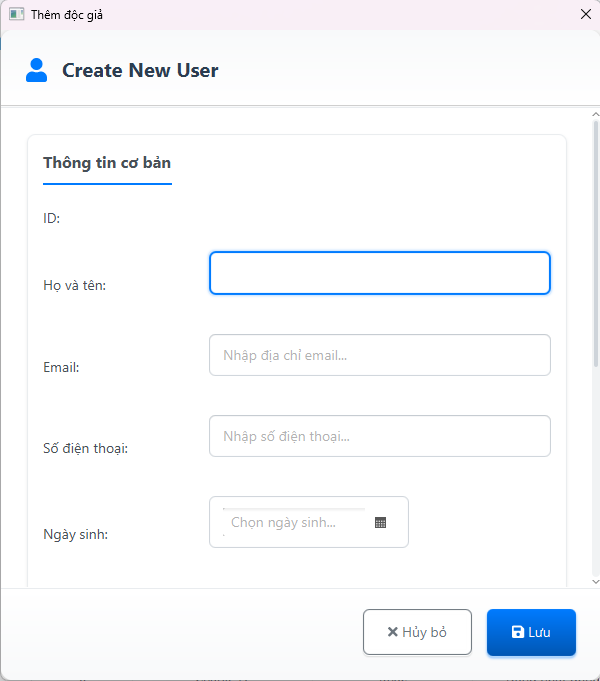 Thêm độc giả
Create New User
Thông tin cơ bản
ID:
Họ và tên:
Email:
Nhập địa chỉ email...
Số điện thoại:
Nhập số điện thoại...
Ngày sinh:
Chọn ngày sinh...
Hủy bỏ
Lưu